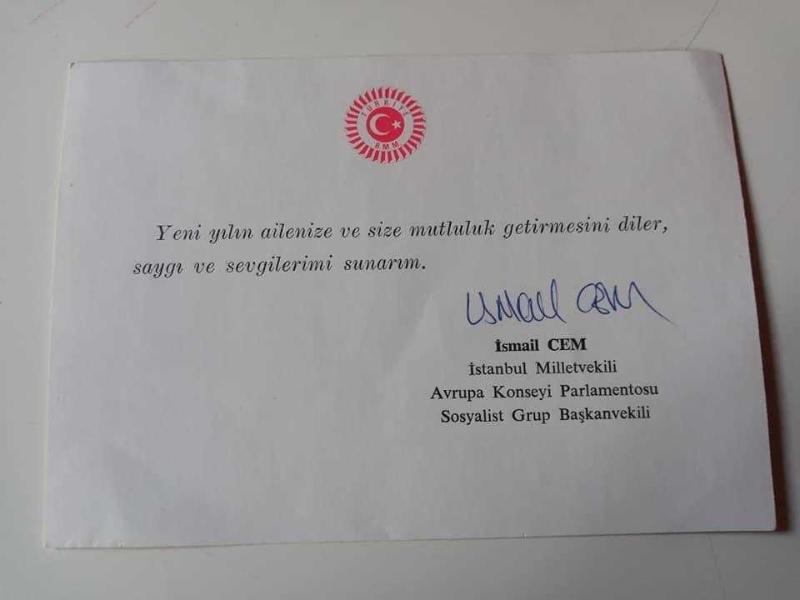 TÜRKİYE
BMM
Yeni yılın ailenize ve size mutluluk getirmesini diler,
saygı ve sevgilerimi sunarım.
ısmaıl cem
İsmail CEM
İstanbul Milletvekili
Avrupa Konseyi Parlamentosu
Sosyalist Grup Başkanvekili